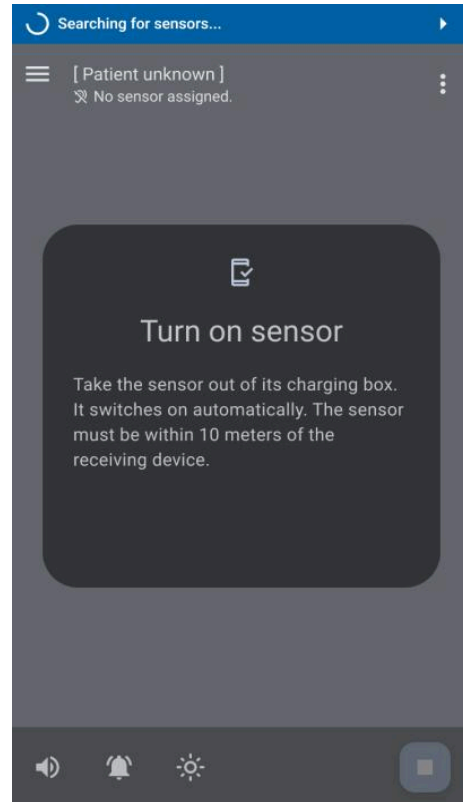 Searching for sensors...
[ Patient unknown ]
No sensor assigned.
Turn on sensor
Take the sensor out of its charging box.
It switches on automatically. The sensor
must be within 10 meters of the
receiving device.